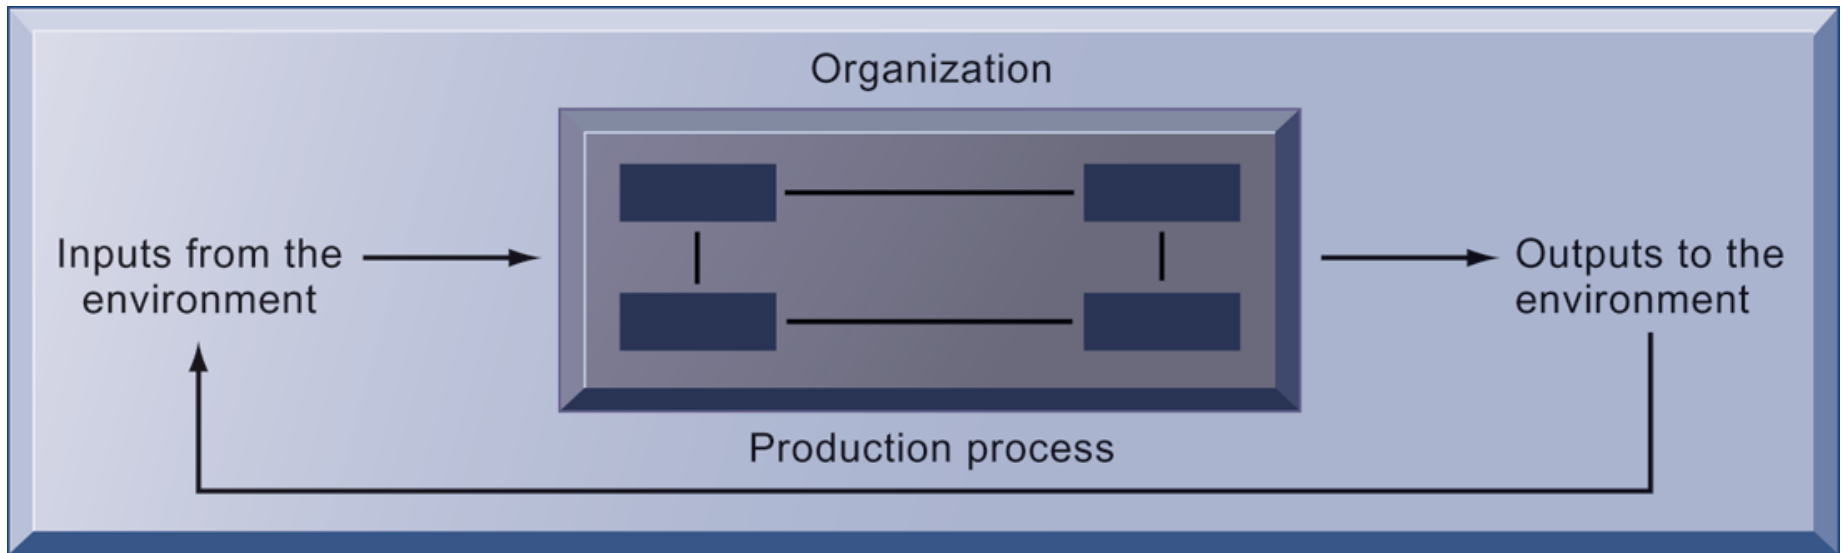 Organization
Inputs from the
environment
Outputs to the
environment
Production process